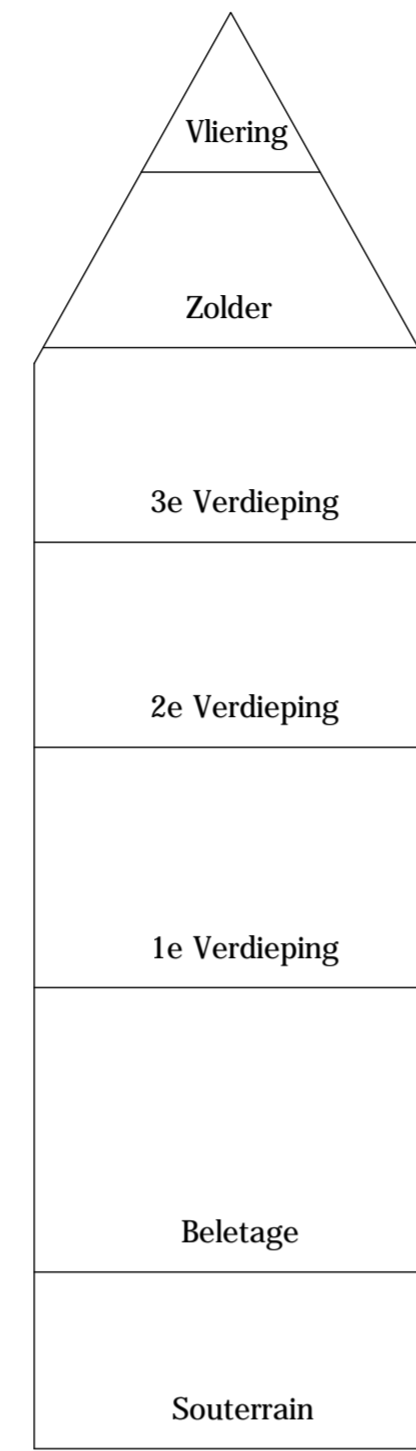 Vliering
Zolder
3e Verdieping
2e Verdieping
1e Verdieping
Beletage
Souterrain